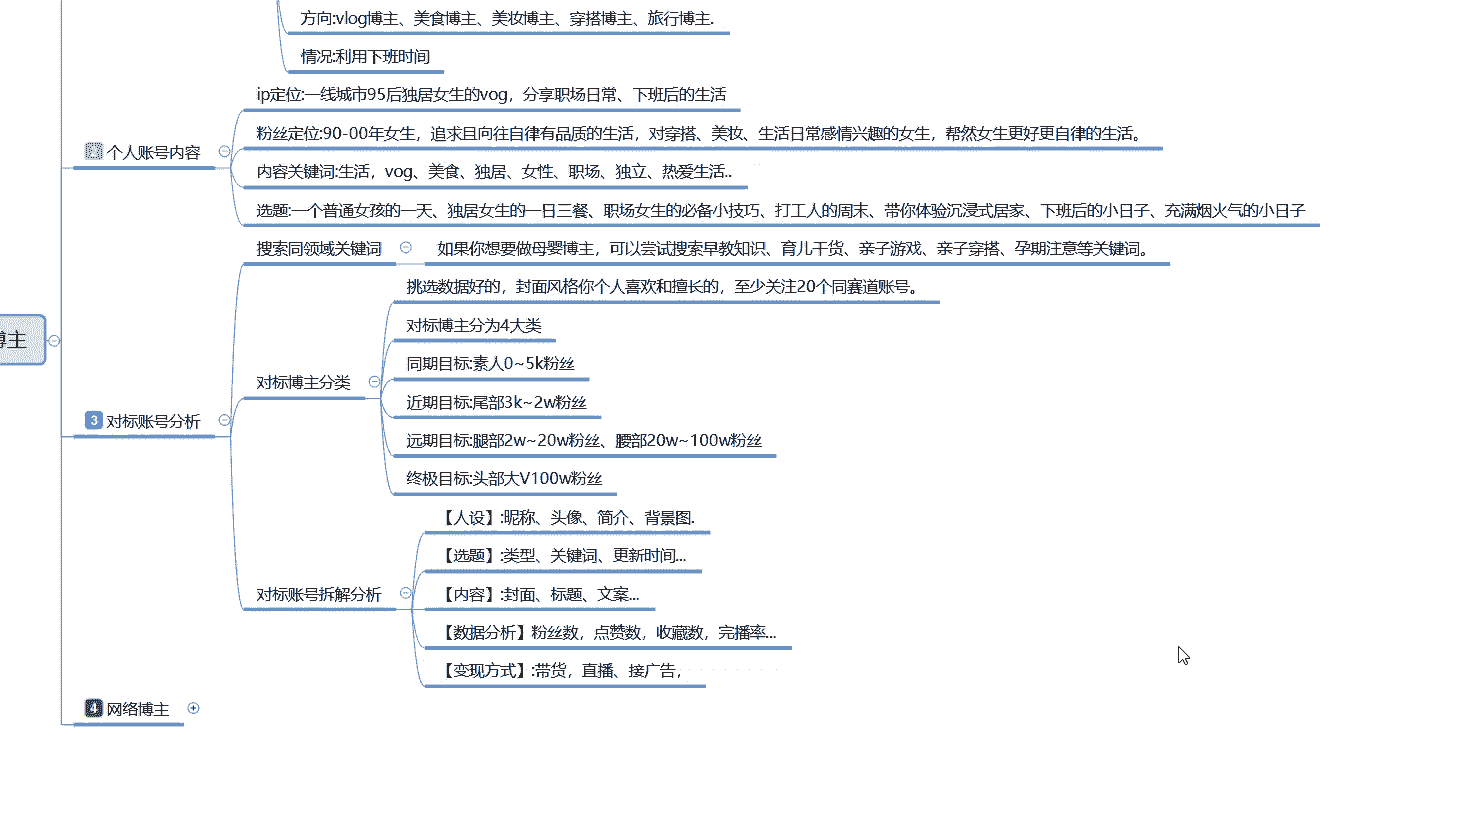 方向:vlog博主、美食博主、美妆博主、穿搭博主、旅行博主.
情况:利用下班时间
个人账号内容
ip定位:一线城市95后独居女生的vog，分享职场日常、下班后的生活
粉丝定位:90-00年女生，追求且向往自律有品质的生活，对穿搭、美妆、生活日常感情兴趣的女生，帮然女生更好更自律的生活。
内容关键词:生活，vog、美食、独居、女性、职场、独立、热爱生活..
选题:一个普通女孩的一天、独居女生的一日三餐、职场女生的必备小技巧、打工人的周末、带你体验沉浸式居家、下班后的小日子、充满烟火气的小日子
博主
3 对标账号分析
搜索同领域关键词
如果你想要做母婴博主，可以尝试搜索早教知识、育儿干货、亲子游戏、亲子穿搭、孕期注意等关键词。
对标博主分类
挑选数据好的，封面风格你个人喜欢和擅长的，至少关注20个同赛道账号。
对标博主分为4大类
同期目标:素人0~5k粉丝
近期目标:尾部3k~2w粉丝
远期目标:腿部2w~20w粉丝、腰部20w~100w粉丝
终极目标:头部大V100w粉丝
对标账号拆解分析
【人设】:昵称、头像、简介、背景图.
【选题】:类型、关键词、更新时间...
【内容】:封面、标题、文案...
【数据分析】粉丝数，点赞数，收藏数，完播率...
【变现方式】:带货，直播、接广告，
4 网络博主